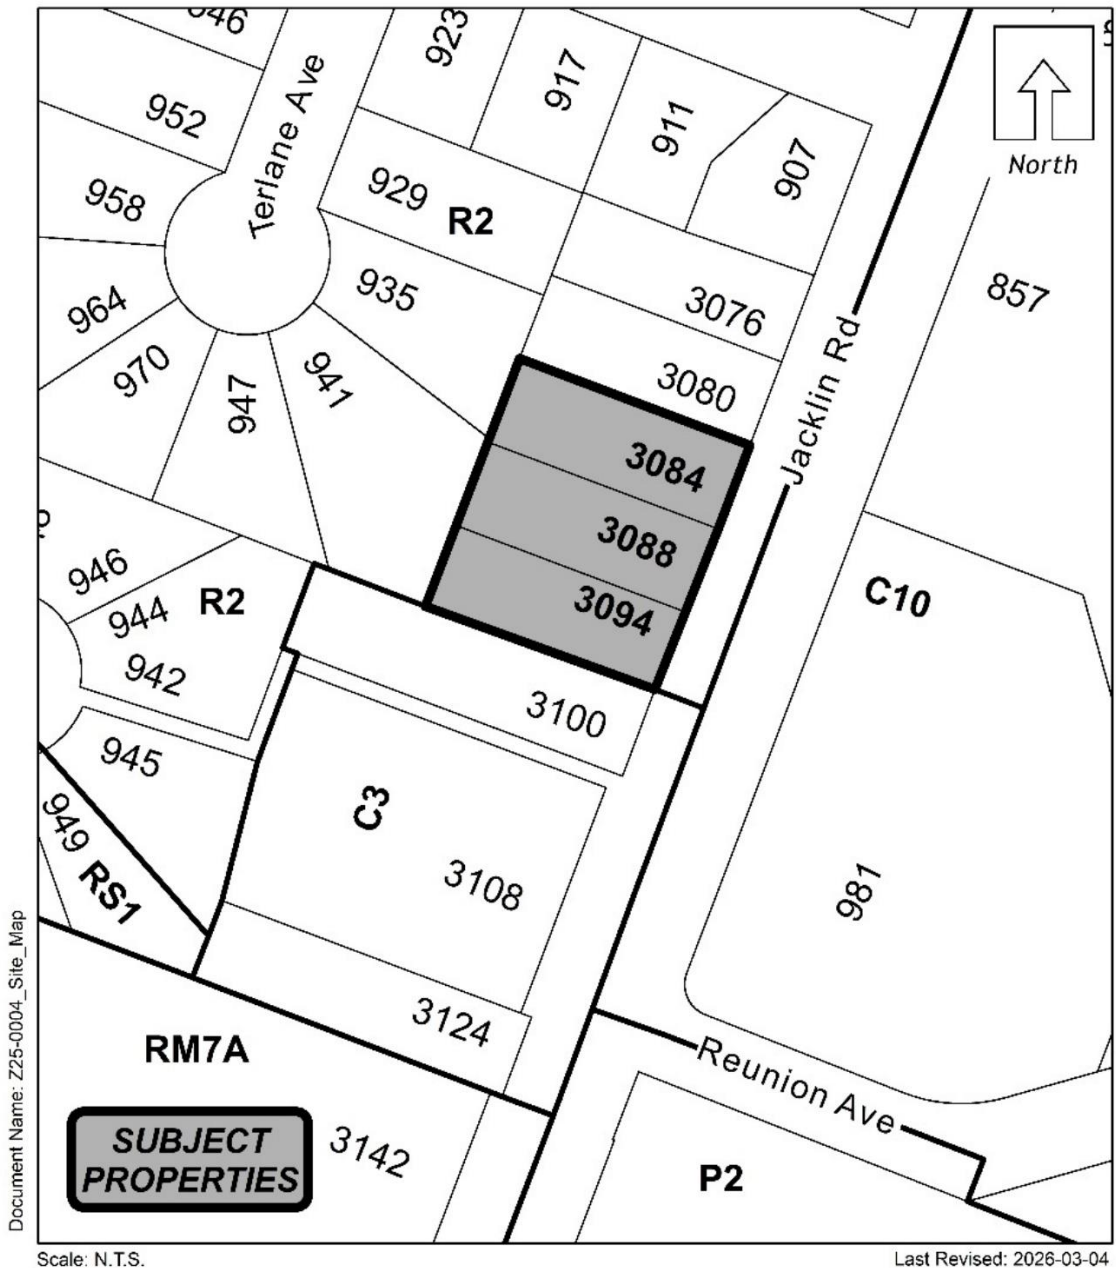 923
917
952
Terlane Ave
911
907
North
958
929
R2
935
857
964
3076
970
947
941
3080
Jacklin Rd
3084
3088
3094
946
R2
944
C10
942
3100
945
C3
949
RS1
3108
981
3124
RM7A
Reunion Ave
SUBJECT
PROPERTIES
3142
P2
Document Name: Z25-0004_Site_Map
Scale: N.T.S.
Last Revised: 2026-03-04